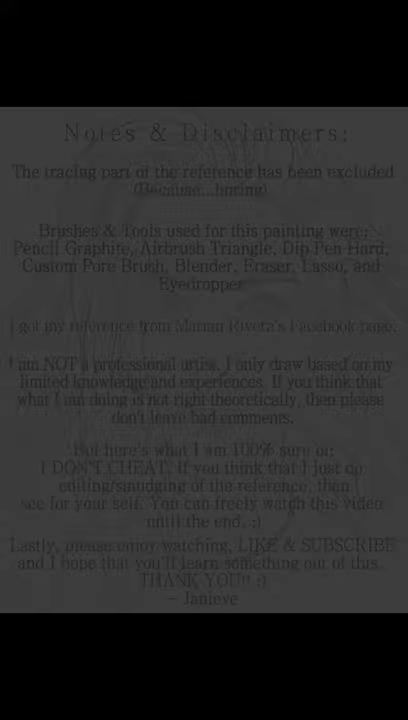 Notes & Disclaimers:
The tracing part of the reference has been excluded
(Because...boring)
Brushes & Tools used for this painting were:
Pencil Graphite, Airbrush Triangle, Dip Pen Hard,
Custom Pore Brush, Blender, Eraser, Lasso, and
Eyedropper
I got my reference from Marian Rivera's Facebook page.
I am NOT a professional artist. I only draw based on my
limited knowledge and experiences. If you think that
what I am doing is not right theoretically, then please
don't leave bad comments.
But here's what I am 100% sure of:
I DON'T CHEAT. If you think that I just do
editing/smudging of the reference, then
see for your self. You can freely watch this video
until the end. :)
Lastly, please enjoy watching, LIKE & SUBSCRIBE
and I hope that you'll learn something out of this.
THANK YOU!! :)
- Janieve